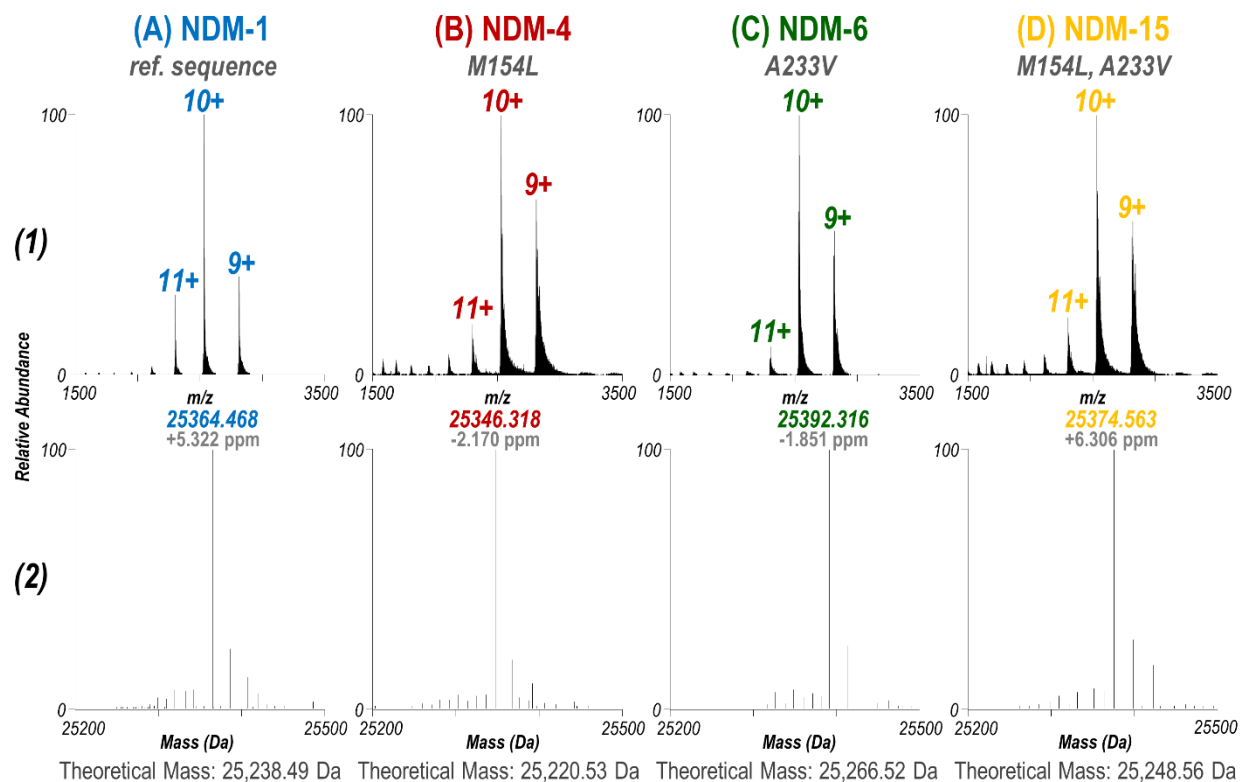 (A) NDM-1 (B) NDM-4 (C) NDM-6 (D) NDM-15
ref. sequence M154L A233V M154L, A233V
10+ 10+ 10+ 10+
100 100 100 100
9+ 9+ 9+ 9+
11+ 11+ 11+ 11+
(1)
0 0 0 0
1500 3500 1500 3500 1500 3500 1500 3500
m/z m/z m/z m/z
Relative Abundance
25364.468 25346.318 25392.316 25374.563
+5.322 ppm -2.170 ppm -1.851 ppm +6.306 ppm
100 100 100 100
(2)
0 0 0 0
25200 25500 25200 25500 25200 25500 25200 25500
Mass (Da) Mass (Da) Mass (Da) Mass (Da)
Theoretical Mass: 25,238.49 Da Theoretical Mass: 25,220.53 Da Theoretical Mass: 25,266.52 Da Theoretical Mass: 25,248.56 Da